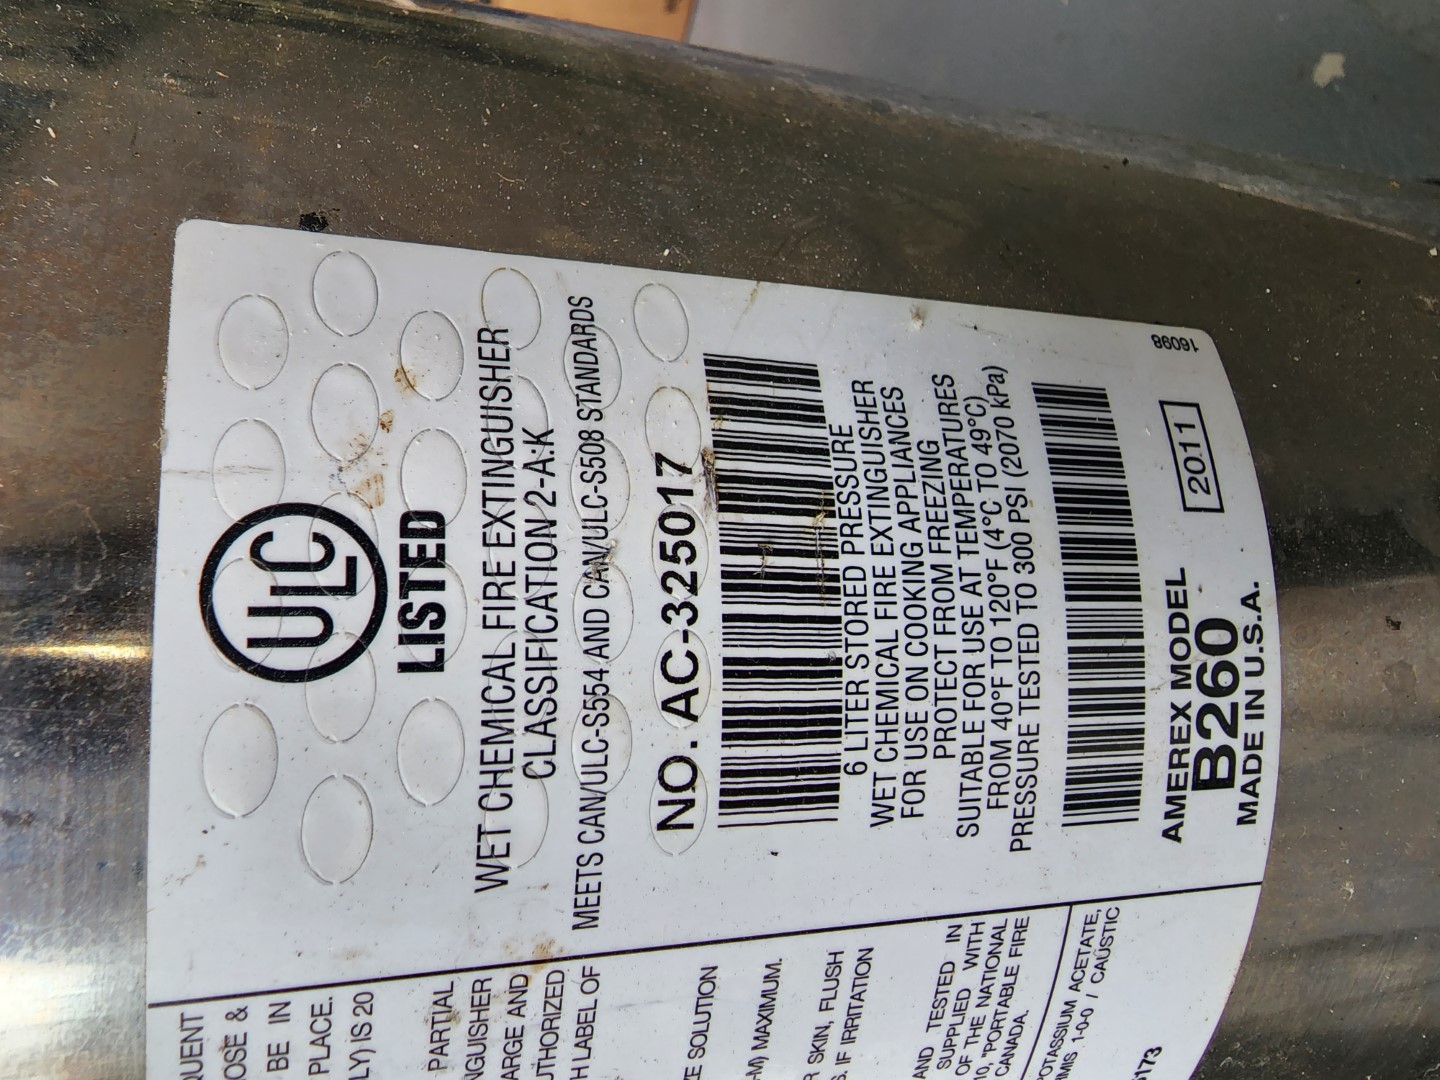 QUENT
OSE &
BE IN
PLACE.
LY) IS 20
PARTIAL
NGUISHER
ARGE AND
UTHORIZED
H LABEL OF
ZE SOLUTION
-M) MAXIMUM.
R SKIN, FLUSH
S. IF IRRITATION
AND TESTED IN
SUPPLIED WITH
OF THE NATIONAL
10, "PORTABLE FIRE
CANADA.
POTASSIUM ACETATE,
RMIS 1-0-0 / CAUSTIC
5173
ULC
LISTED
WET CHEMICAL FIRE EXTINGUISHER
CLASSIFICATION 2-A:K
MEETS CAN/ULC-S554 AND CAN/ULC-S508 STANDARDS
NO. AC-325017
6 LITER STORED PRESSURE
WET CHEMICAL FIRE EXTINGUISHER
FOR USE ON COOKING APPLIANCES
PROTECT FROM FREEZING
SUITABLE FOR USE AT TEMPERATURES
FROM 40°F TO 120°F (4°C TO 49°C)
PRESSURE TESTED TO 300 PSI (2070 kPa)
AMEREX MODEL
B260
MADE IN U.S.A.
2011
16098